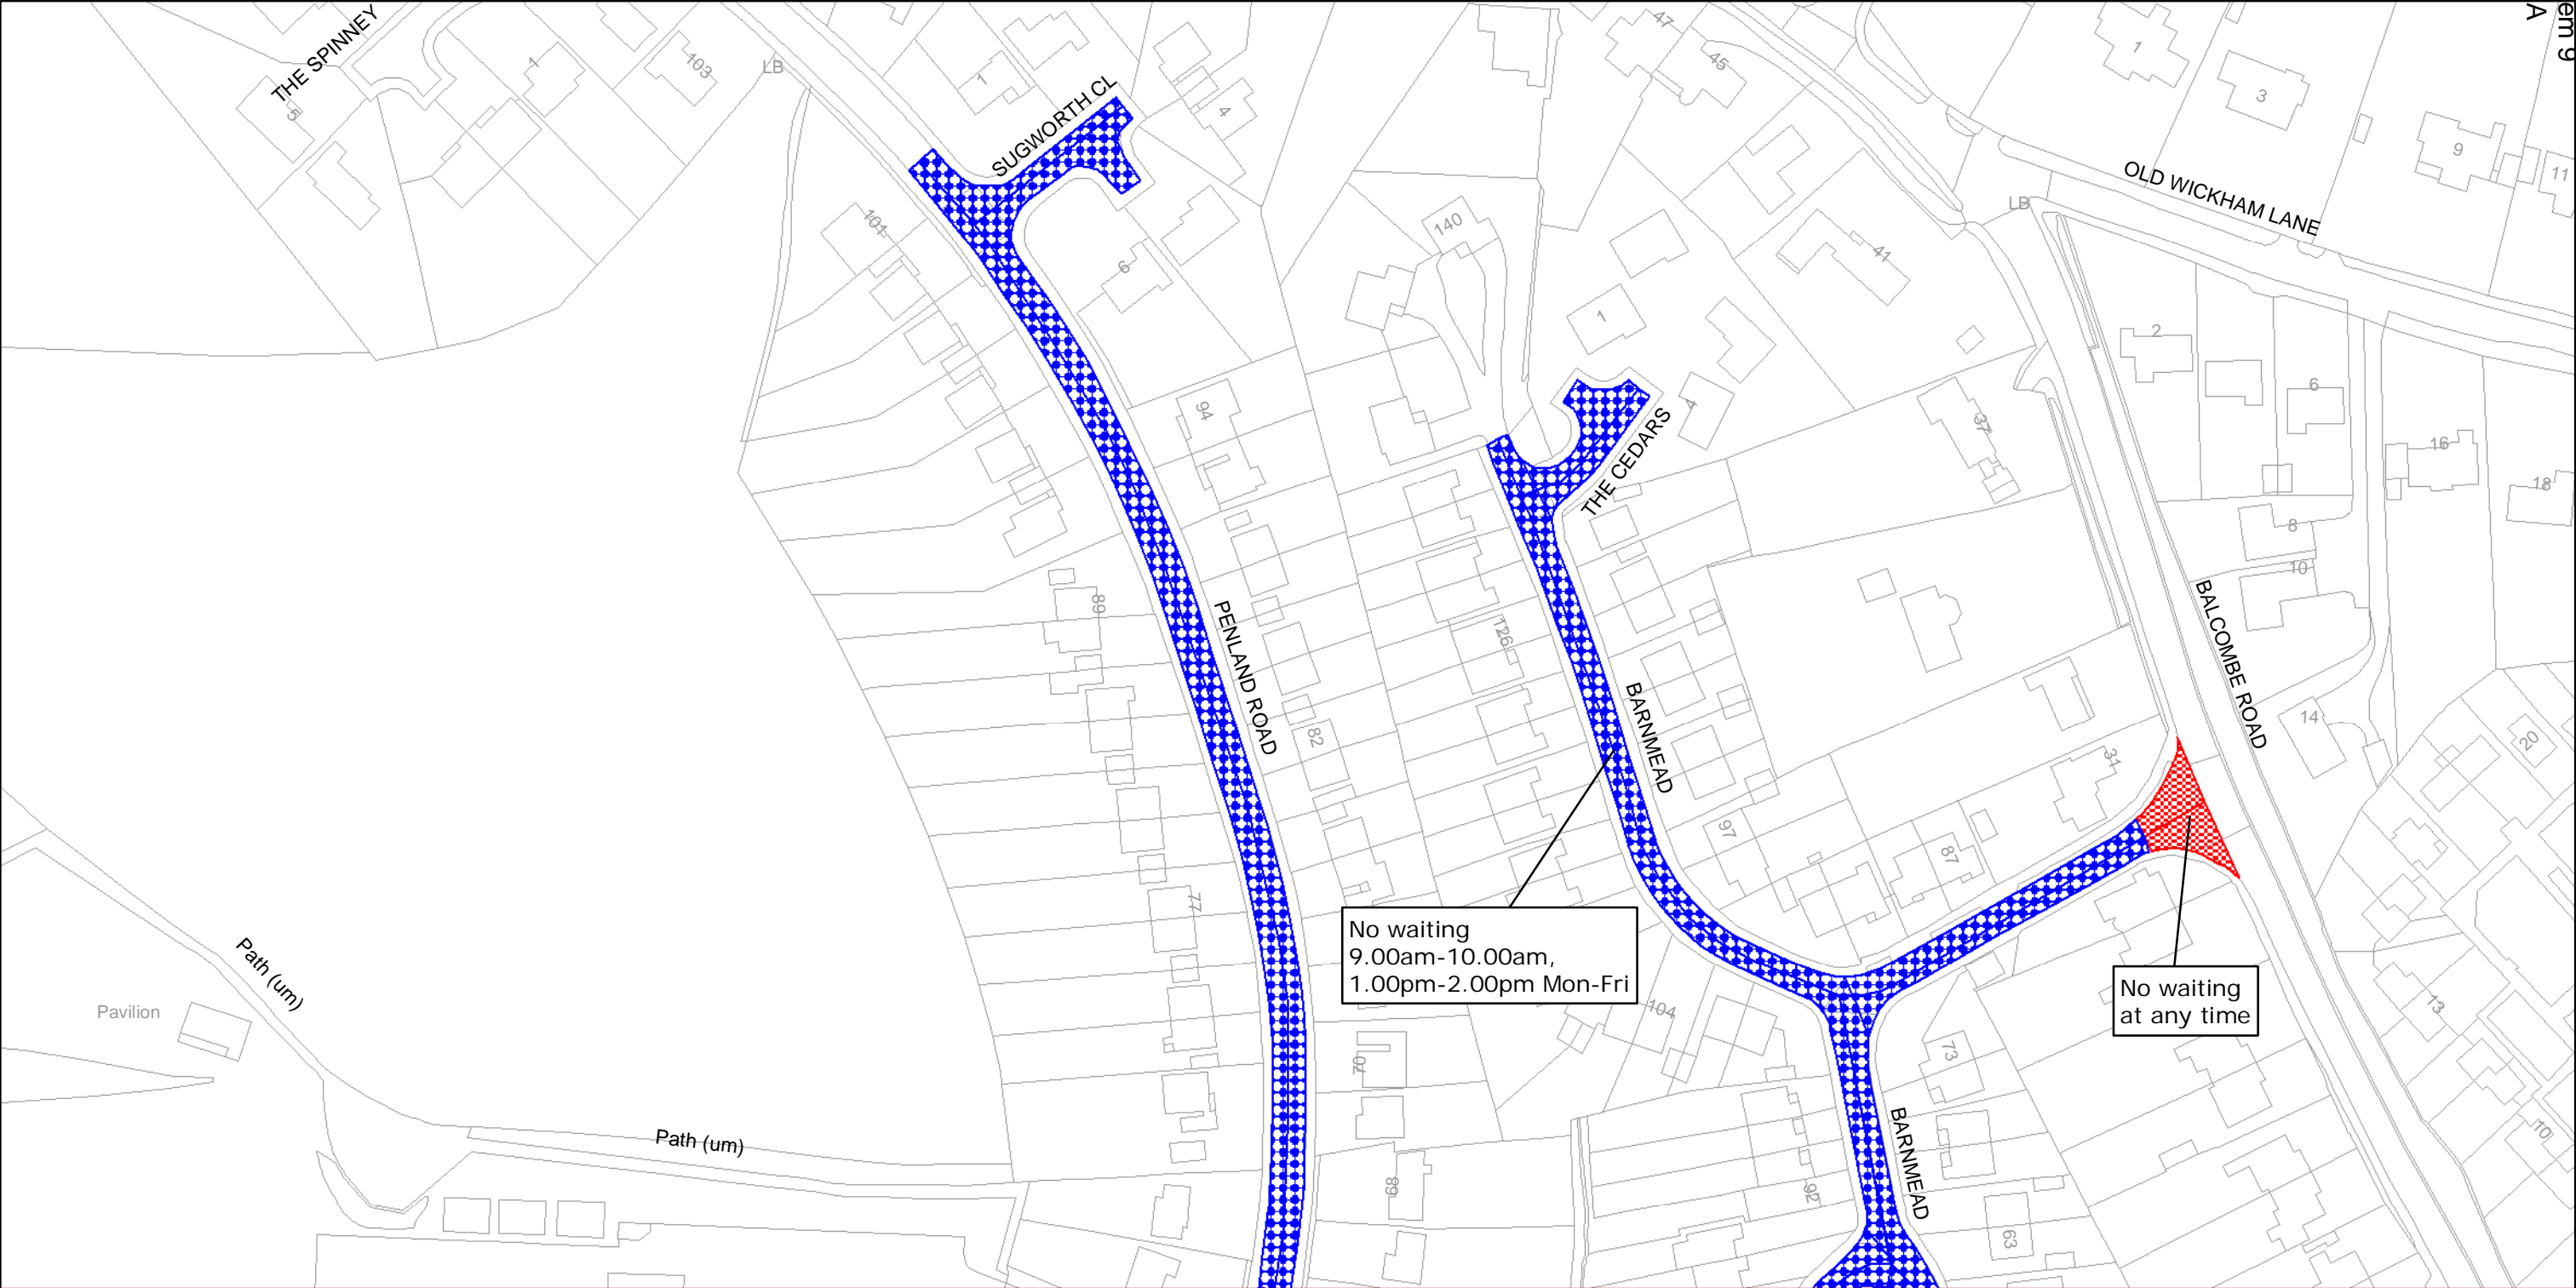 em 9
A
THE SPINNEY
5
1
103
LB
1
SUGWORTH CL
4
47
45
1
3
9
11
OLD WICKHAM LANE
LB
101
6
140
41
1
2
6
94
4
THE CEDARS
37
16
18
8
10
89
PENLAND ROAD
126
BARNMEAD
BALCOMBE ROAD
82
14
20
31
97
87
77
No waiting
9.00am-10.00am,
1.00pm-2.00pm Mon-Fri
No waiting
at any time
Path (um)
Pavilion
104
13
70
73
10
Path (um)
68
92
BARNMEAD
63